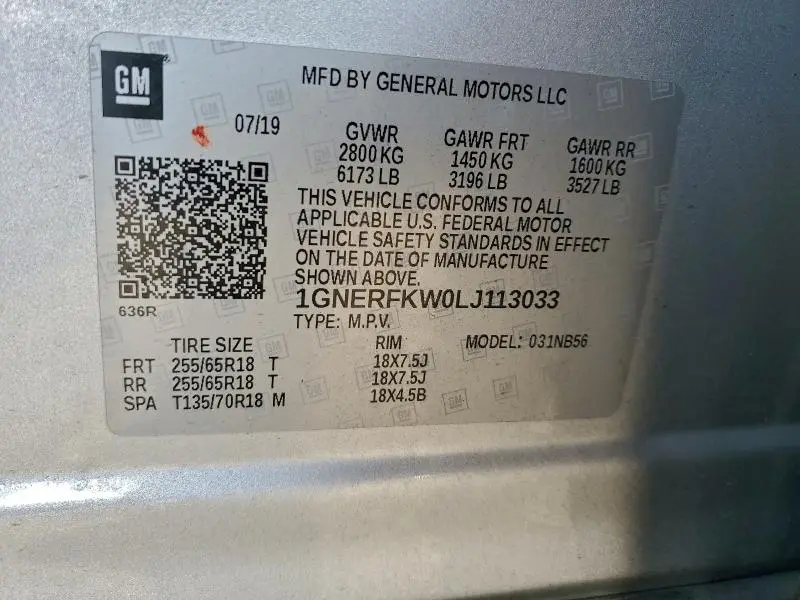 GM
MFD BY GENERAL MOTORS LLC
07/19
GVWR GAWR FRT GAWR RR
2800 KG 1450 KG 1600 KG
6173 LB 3196 LB 3527 LB
THIS VEHICLE CONFORMS TO ALL
APPLICABLE U.S. FEDERAL MOTOR
VEHICLE SAFETY STANDARDS IN EFFECT
ON THE DATE OF MANUFACTURE
SHOWN ABOVE.
1GNERFKW0LJ113033
636R
TYPE: M.P.V.
TIRE SIZE RIM MODEL: 031NB56
FRT 255/65R18 T 18X7.5J
RR 255/65R18 T 18X7.5J
SPA T135/70R18 M 18X4.5B